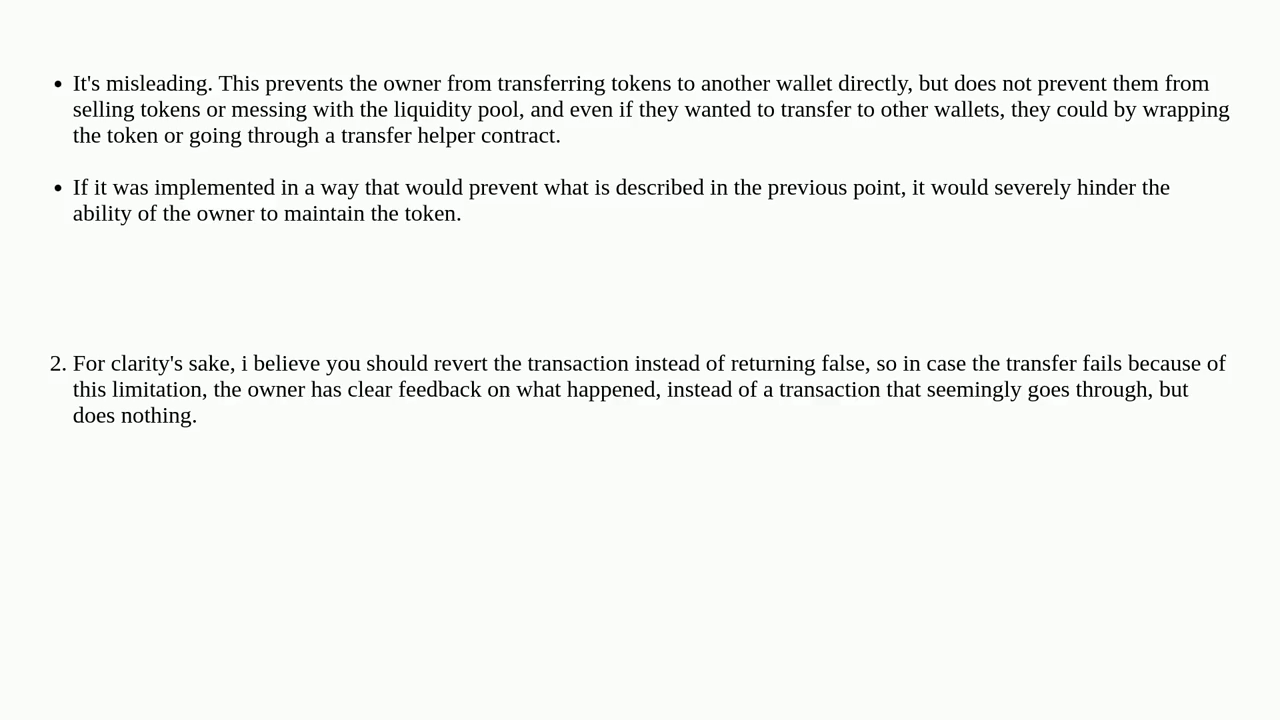 • It's misleading. This prevents the owner from transferring tokens to another wallet directly, but does not prevent them from
selling tokens or messing with the liquidity pool, and even if they wanted to transfer to other wallets, they could by wrapping
the token or going through a transfer helper contract.
• If it was implemented in a way that would prevent what is described in the previous point, it would severely hinder the
ability of the owner to maintain the token.
2. For clarity's sake, i believe you should revert the transaction instead of returning false, so in case the transfer fails because of
this limitation, the owner has clear feedback on what happened, instead of a transaction that seemingly goes through, but
does nothing.